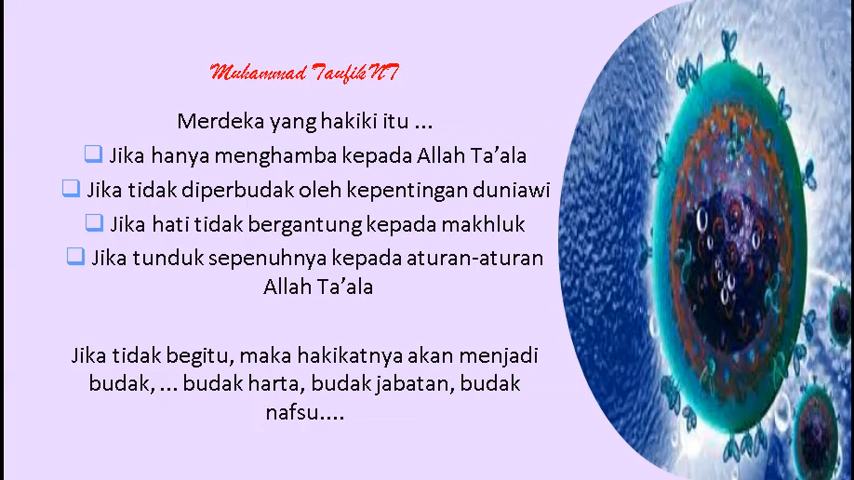 Muhammad Taufik NT
Merdeka yang hakiki itu ...
❑ Jika hanya menghamba kepada Allah Ta’ala
❑ Jika tidak diperbudak oleh kepentingan duniawi
❑ Jika hati tidak bergantung kepada makhluk
❑ Jika tunduk sepenuhnya kepada aturan-aturan
Allah Ta’ala
Jika tidak begitu, maka hakikatnya akan menjadi
budak, ... budak harta, budak jabatan, budak
nafsu....